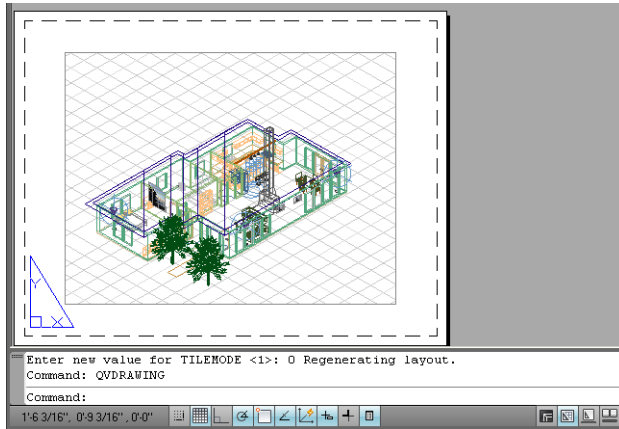 Y
X
Enter new value for TILEMODE <1>: 0 Regenerating layout.
Command: QVDRAWING
Command:
1'-6 3/16", 0'-9 3/16" , 0'-0"